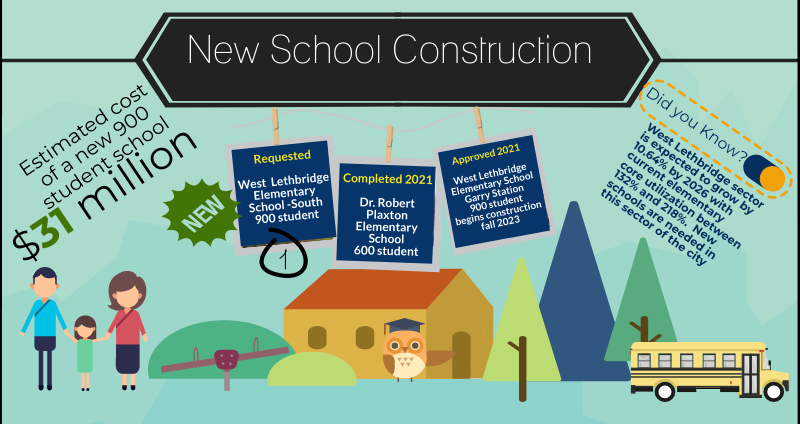 New School Construction
Estimated cost
of a new 900
student school
$31 million
NEW
Requested
West Lethbridge
Elementary
School -South
900 student
1
Completed 2021
Dr. Robert
Plaxton
Elementary
School
600 student
Approved 2021
West Lethbridge
Elementary School
Garry Station
900 student
begins construction
fall 2023
Did you Know?
West Lethbridge sector
is expected to grow by
10.64% by 2026 with
current elementary
core utilization between
132% and 218%. New
schools are needed in
this sector of the city